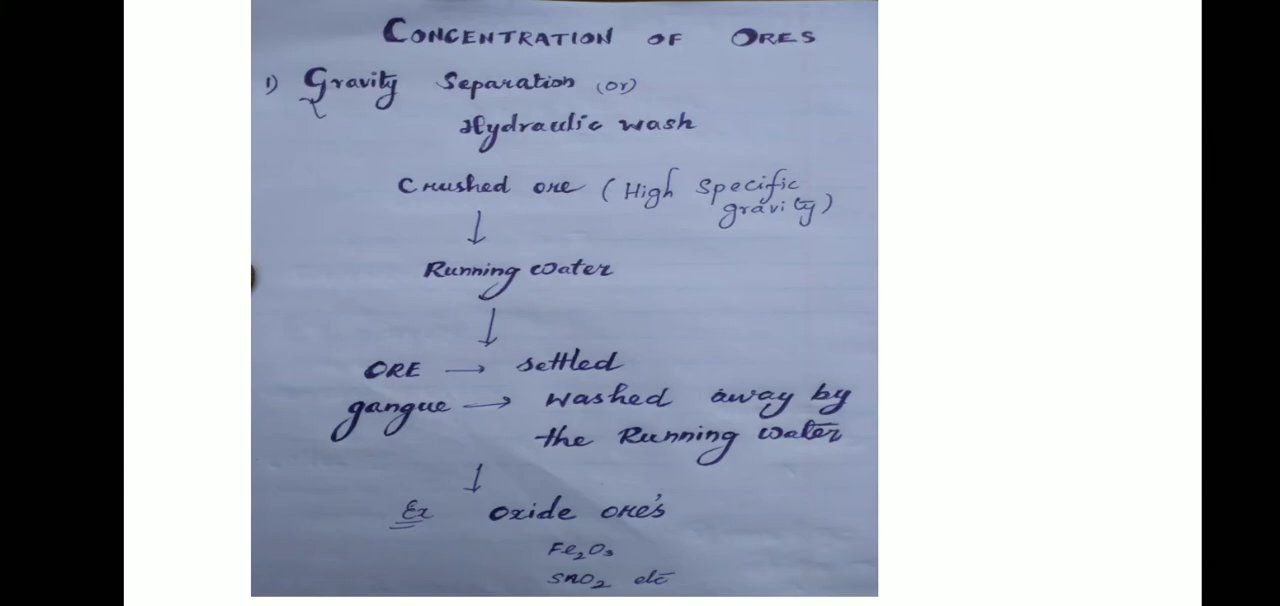 CONCENTRATION OF ORES
1) Gravity Separation (or)
Hydraulic wash
Crushed ore (High Specific
gravity)
↓
Running water
↓
ORE → settled
gangue → washed away by
the Running water
↓
Ex oxide ore's
Fe₂O₃
SnO₂ etc